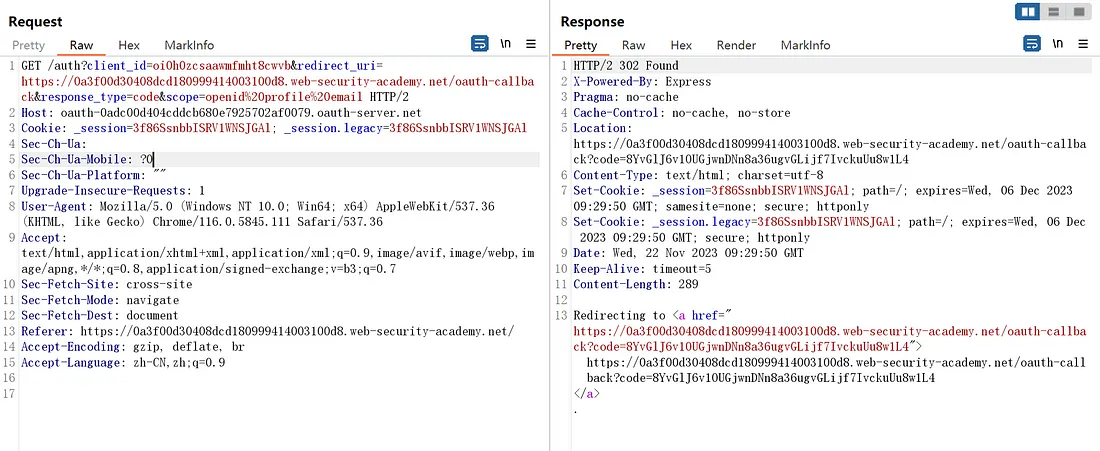 Request
Pretty Raw Hex MarkInfo \n
1 GET /auth?client_id=oi0h0zcsaawmfmht8cwvb&redirect_uri=
https://0a3f00d30408dcd180999414003100d8.web-security-academy.net/oauth-callba
ck&response_type=code&scope=openid%20profile%20email HTTP/2
2 Host: oauth-0adc00d404cddcb680e7925702af0079.oauth-server.net
3 Cookie: _session=3f86SsnbbISRV1WNSJGAl; _session.legacy=3f86SsnbbISRV1WNSJGAl
4 Sec-Ch-Ua:
5 Sec-Ch-Ua-Mobile: ?0
6 Sec-Ch-Ua-Platform: ""
7 Upgrade-Insecure-Requests: 1
8 User-Agent: Mozilla/5.0 (Windows NT 10.0; Win64; x64) AppleWebKit/537.36
(KHTML, like Gecko) Chrome/116.0.5845.111 Safari/537.36
9 Accept:
text/html,application/xhtml+xml,application/xml;q=0.9,image/avif,image/webp,im
age/apng,*/*;q=0.8,application/signed-exchange;v=b3;q=0.7
10 Sec-Fetch-Site: cross-site
11 Sec-Fetch-Mode: navigate
12 Sec-Fetch-Dest: document
13 Referer: https://0a3f00d30408dcd180999414003100d8.web-security-academy.net/
14 Accept-Encoding: gzip, deflate, br
15 Accept-Language: zh-CN,zh;q=0.9
16
17
Response
Pretty Raw Hex Render MarkInfo \n
1 HTTP/2 302 Found
2 X-Powered-By: Express
3 Pragma: no-cache
4 Cache-Control: no-cache, no-store
5 Location:
https://0a3f00d30408dcd180999414003100d8.web-security-academy.net/oauth-callba
ck?code=8YvGlJ6v10UGjwnDNn8a36ugvGLijf7IvckuUu8w1L4
6 Content-Type: text/html; charset=utf-8
7 Set-Cookie: _session=3f86SsnbbISRV1WNSJGAl; path=/; expires=Wed, 06 Dec 2023
09:29:50 GMT; samesite=none; secure; httponly
8 Set-Cookie: _session.legacy=3f86SsnbbISRV1WNSJGAl; path=/; expires=Wed, 06 Dec
2023 09:29:50 GMT; secure; httponly
9 Date: Wed, 22 Nov 2023 09:29:50 GMT
10 Keep-Alive: timeout=5
11 Content-Length: 289
12
13 Redirecting to <a href="
https://0a3f00d30408dcd180999414003100d8.web-security-academy.net/oauth-callba
ck?code=8YvGlJ6v10UGjwnDNn8a36ugvGLijf7IvckuUu8w1L4">
https://0a3f00d30408dcd180999414003100d8.web-security-academy.net/oauth-call
back?code=8YvGlJ6v10UGjwnDNn8a36ugvGLijf7IvckuUu8w1L4
</a>
.